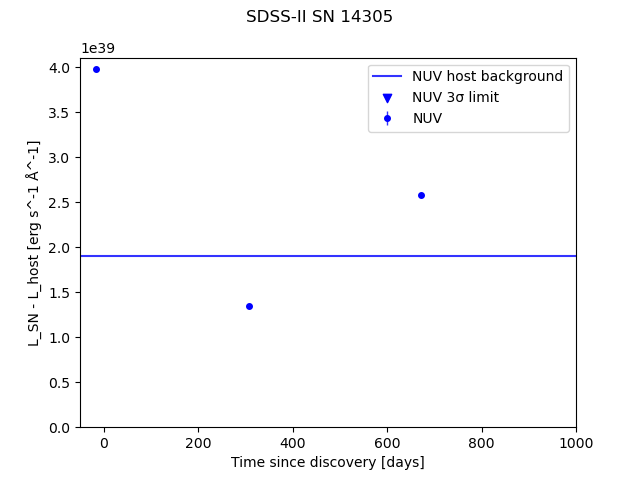 SDSS-II SN 14305
1e39
NUV host background
NUV 3σ limit
NUV
4.0
3.5
3.0
2.5
2.0
1.5
1.0
0.5
0.0
L_SN - L_host [erg s^-1 Å^-1]
0 200 400 600 800 1000
Time since discovery [days]